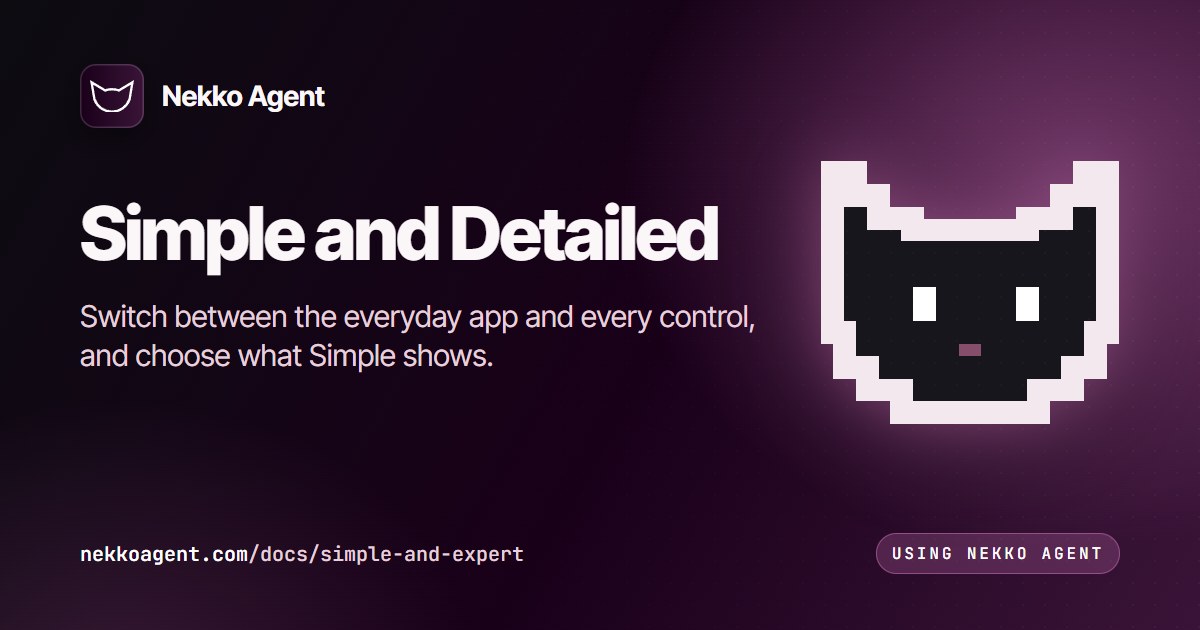 Nekko Agent
Simple and Detailed
Switch between the everyday app and every control,
and choose what Simple shows.
nekkoagent.com/docs/simple-and-expert
USING NEKKO AGENT